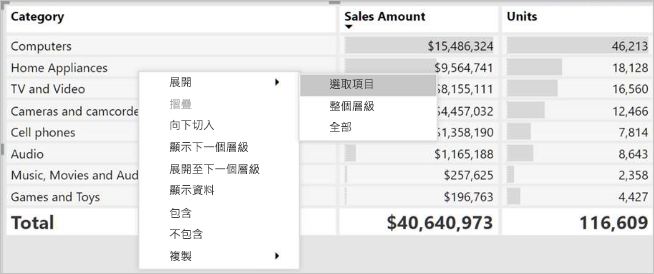 Category Sales Amount Units
Computers $15,486,324 46,213
Home Appliances $9,564,741 18,128
TV and Video $8,155,111 16,560
Cameras and camcorde $4,457,032 12,466
Cell phones $1,358,190 7,814
Audio $1,165,188 8,643
Music, Movies and Aud $257,625 2,358
Games and Toys $196,763 4,427
Total $40,640,973 116,609
展開
摺疊
向下切入
顯示下一個層級
展開至下一個層級
顯示資料
包含
不包含
複製
選取項目
整個層級
全部